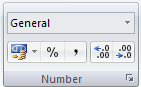 General
% , .0 .00 .00 .0
Number